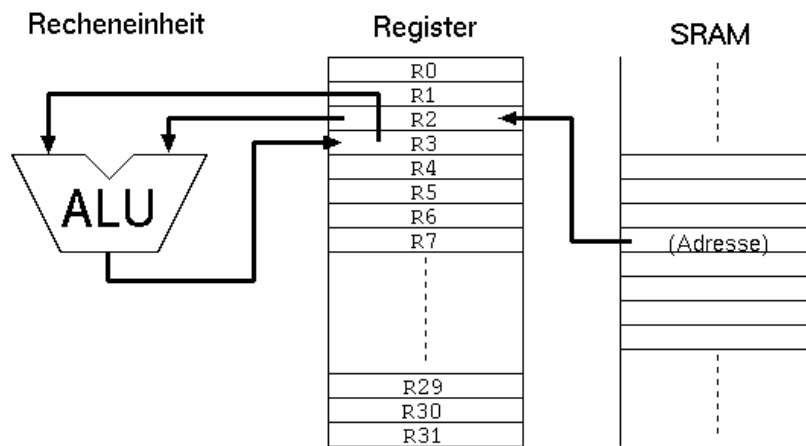 Recheneinheit
Register
SRAM
R0
R1
R2
R3
R4
R5
R6
R7
R29
R30
R31
ALU
(Adresse)